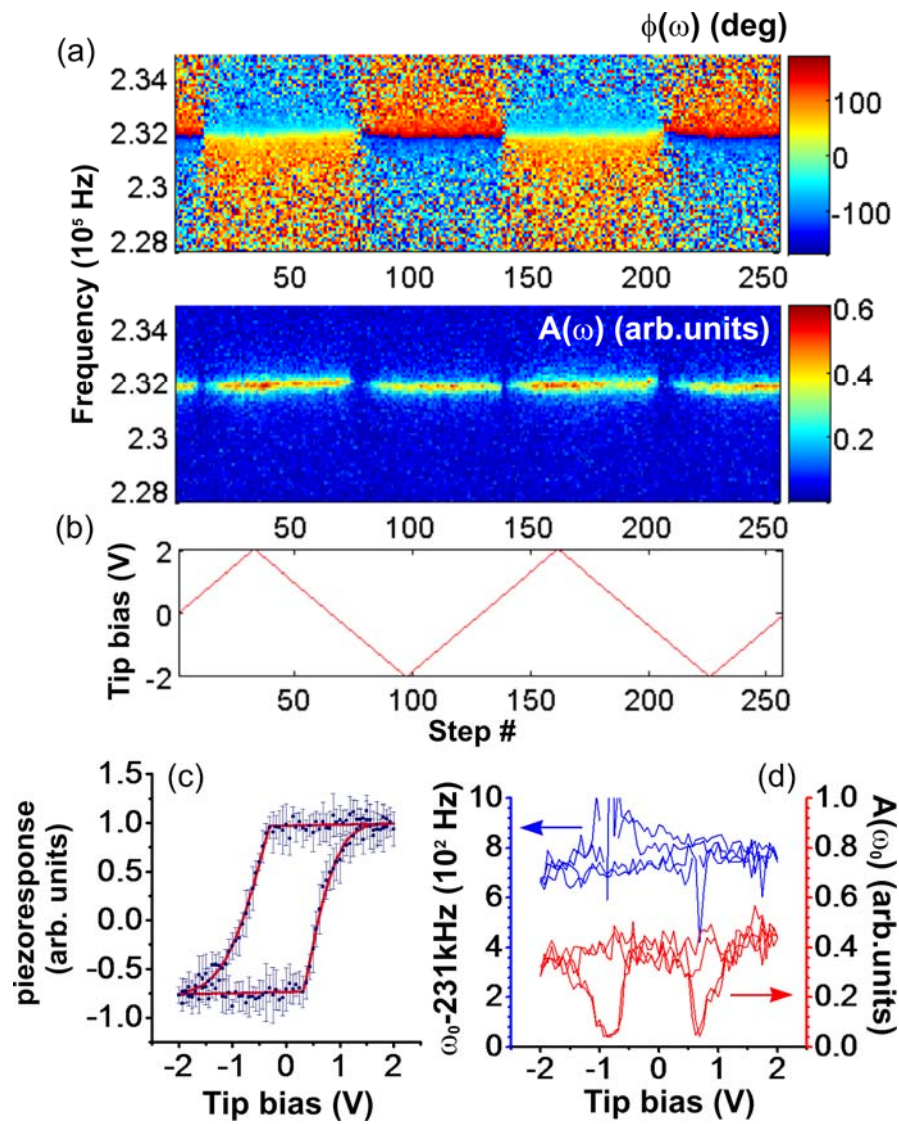 ϕ(ω) (deg)
(a)
2.34
2.32
2.3
2.28
100
0
-100
50 100 150 200 250
Frequency (10⁵ Hz)
A(ω) (arb.units)
2.34
2.32
2.3
2.28
0.6
0.4
0.2
50 100 150 200 250
(b)
Tip bias (V)
2
0
-2
50 100 150 200 250
Step #
(c)
piezoresponse
(arb. units)
1.5
1.0
0.5
0.0
-0.5
-1.0
-2 -1 0 1 2
Tip bias (V)
(d)
ω₀-231kHz (10² Hz)
10
8
6
4
2
0
1.0
0.8
0.6
0.4
0.2
0.0
A(ω₀) (arb.units)
-2 -1 0 1 2
Tip bias (V)